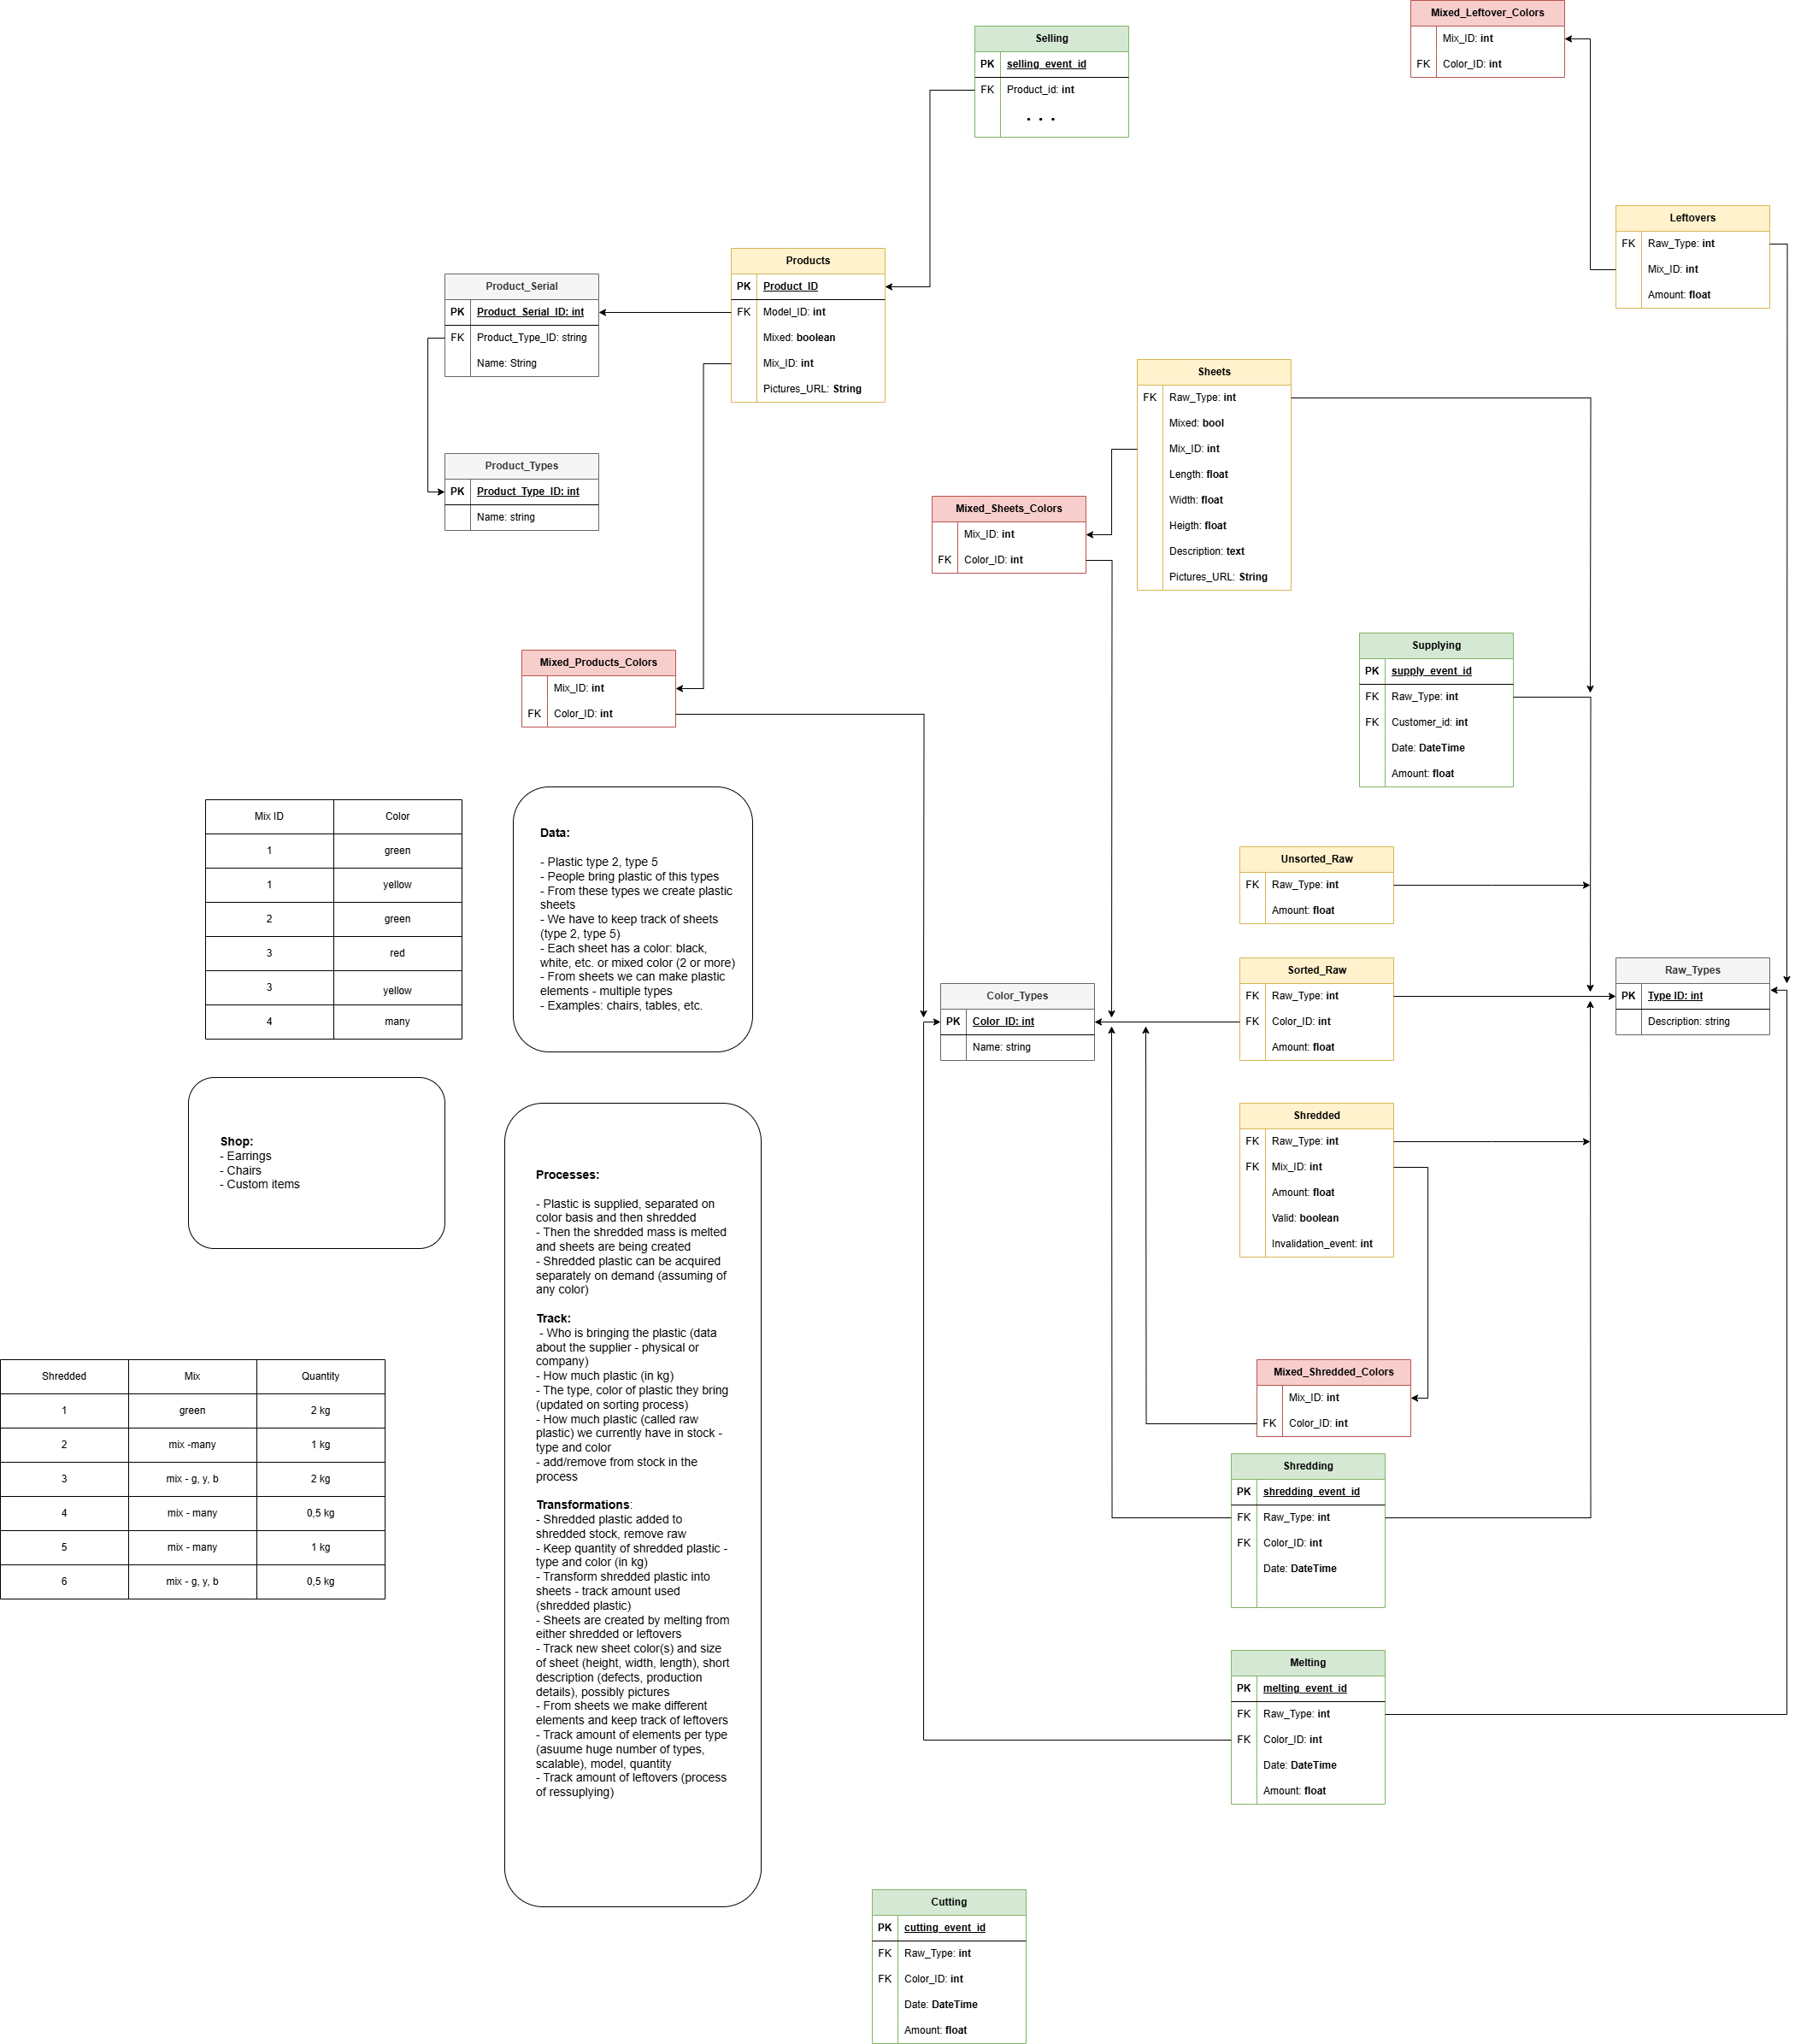 Mixed_Leftover_Colors
Mix_ID: int
FK Color_ID: int
Selling
PK selling_event_id
FK Product_id: int
. . .
Leftovers
FK Raw_Type: int
Mix_ID: int
Amount: float
Products
PK Product_ID
FK Model_ID: int
Mixed: boolean
Mix_ID: int
Pictures_URL: String
Product_Serial
PK Product_Serial_ID: int
FK Product_Type_ID: string
Name: String
Product_Types
PK Product_Type_ID: int
Name: string
Sheets
FK Raw_Type: int
Mixed: bool
Mix_ID: int
Length: float
Width: float
Heigth: float
Description: text
Pictures_URL: String
Mixed_Sheets_Colors
Mix_ID: int
FK Color_ID: int
Supplying
PK supply_event_id
FK Raw_Type: int
FK Customer_id: int
Date: DateTime
Amount: float
Mixed_Products_Colors
Mix_ID: int
FK Color_ID: int
Mix ID Color
1 green
1 yellow
2 green
3 red
3 yellow
4 many
Data:
- Plastic type 2, type 5
- People bring plastic of this types
- From these types we create plastic
sheets
- We have to keep track of sheets
(type 2, type 5)
- Each sheet has a color: black,
white, etc. or mixed color (2 or more)
- From sheets we can make plastic
elements - multiple types
- Examples: chairs, tables, etc.
Unsorted_Raw
FK Raw_Type: int
Amount: float
Sorted_Raw
FK Raw_Type: int
FK Color_ID: int
Amount: float
Raw_Types
PK Type ID: int
Description: string
Color_Types
PK Color_ID: int
Name: string
Shop:
- Earrings
- Chairs
- Custom items
Shredded
FK Raw_Type: int
FK Mix_ID: int
Amount: float
Valid: boolean
Invalidation_event: int
Processes:
- Plastic is supplied, separated on
color basis and then shredded
- Then the shredded mass is melted
and sheets are being created
- Shredded plastic can be acquired
separately on demand (assuming of
any color)
Track:
- Who is bringing the plastic (data
about the supplier - physical or
company)
- How much plastic (in kg)
- The type, color of plastic they bring
(updated on sorting process)
- How much plastic (called raw
plastic) we currently have in stock -
type and color
- add/remove from stock in the
process
Transformations:
- Shredded plastic added to
shredded stock, remove raw
- Keep quantity of shredded plastic -
type and color (in kg)
- Transform shredded plastic into
sheets - track amount used
(shredded plastic)
- Sheets are created by melting from
either shredded or leftovers
- Track new sheet color(s) and size
of sheet (height, width, length), short
description (defects, production
details), possibly pictures
- From sheets we make different
elements and keep track of leftovers
- Track amount of elements per type
(asuume huge number of types,
scalable), model, quantity
- Track amount of leftovers (process
of ressuplying)
Shredded Mix Quantity
1 green 2 kg
2 mix -many 1 kg
3 mix - g, y, b 2 kg
4 mix - many 0,5 kg
5 mix - many 1 kg
6 mix - g, y, b 0,5 kg
Mixed_Shredded_Colors
Mix_ID: int
FK Color_ID: int
Shredding
PK shredding_event_id
FK Raw_Type: int
FK Color_ID: int
Date: DateTime
Melting
PK melting_event_id
FK Raw_Type: int
FK Color_ID: int
Date: DateTime
Amount: float
Cutting
PK cutting_event_id
FK Raw_Type: int
FK Color_ID: int
Date: DateTime
Amount: float